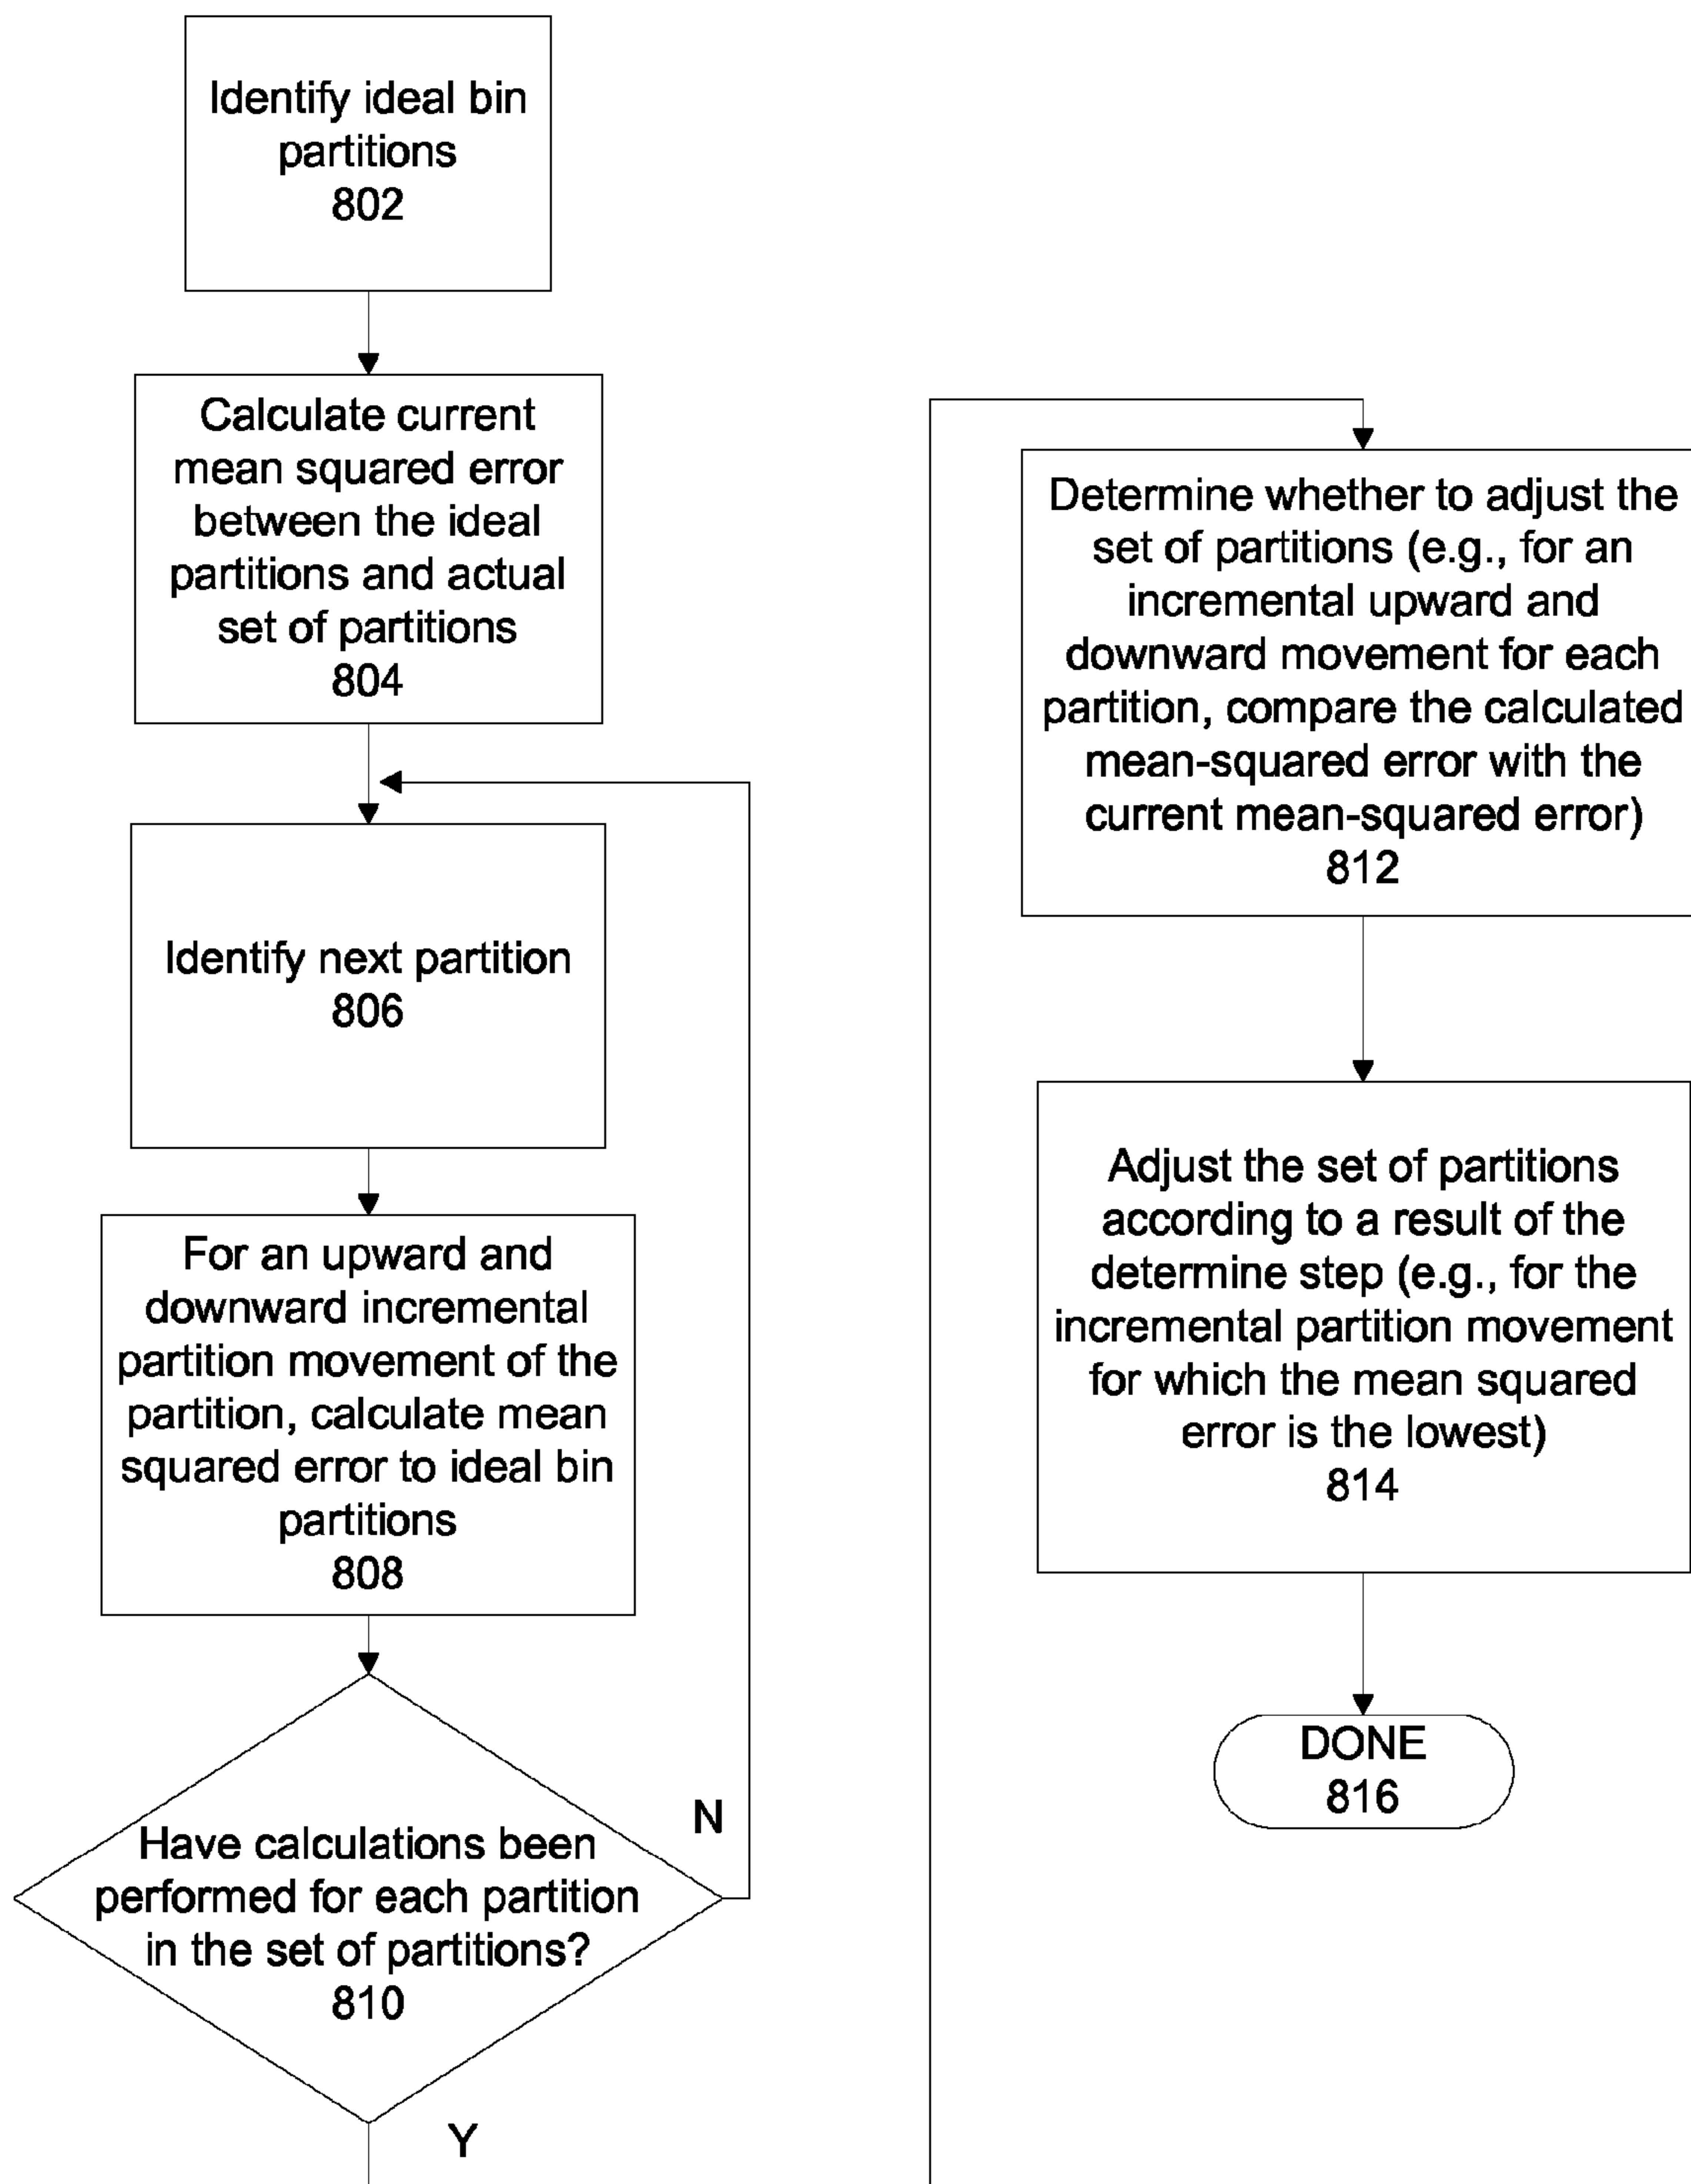 Identify ideal bin
partitions
802
Calculate current
mean squared error
between the ideal
partitions and actual
set of partitions
804
Identify next partition
806
For an upward and
downward incremental
partition movement of the
partition, calculate mean
squared error to ideal bin
partitions
808
N
Have calculations been
performed for each partition
in the set of partitions?
810
Y
Determine whether to adjust the
set of partitions (e.g., for an
incremental upward and
downward movement for each
partition, compare the calculated
mean-squared error with the
current mean-squared error)
812
Adjust the set of partitions
according to a result of the
determine step (e.g., for the
incremental partition movement
for which the mean squared
error is the lowest)
814
DONE
816